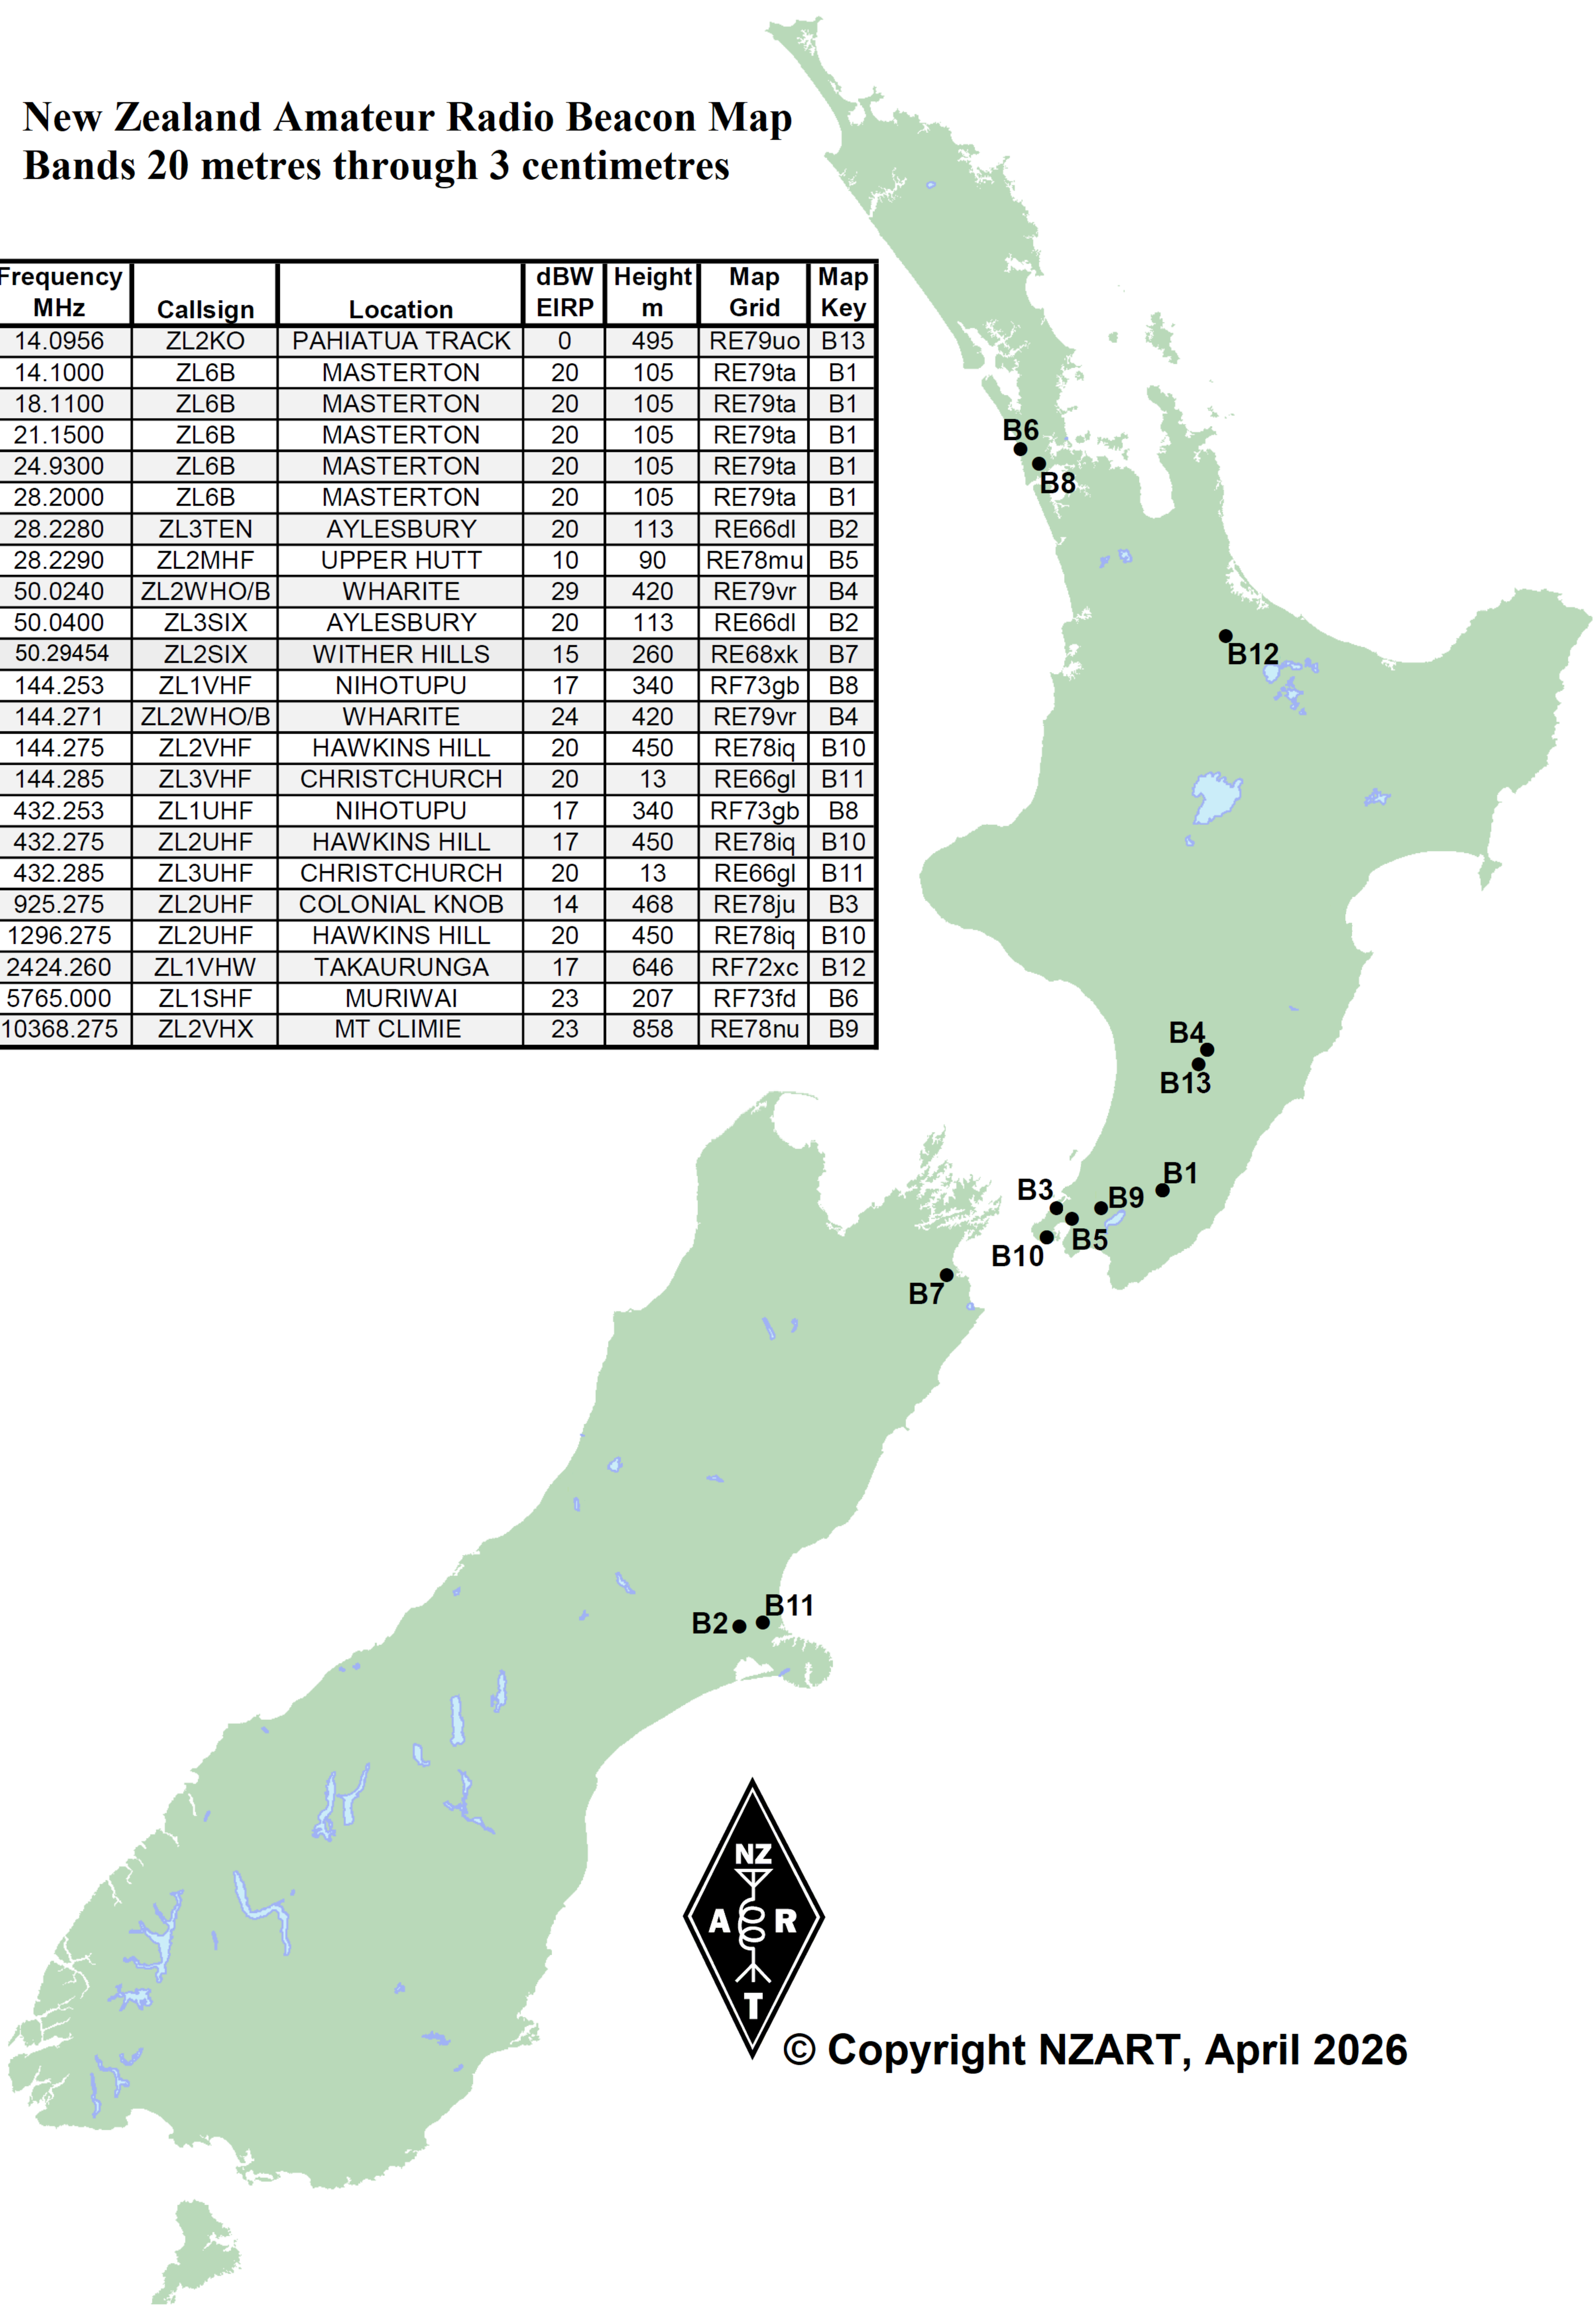 New Zealand Amateur Radio Beacon Map
Bands 20 metres through 3 centimetres
Frequency MHz Callsign Location dBW EIRP Height m Map Grid Map Key
14.0956 ZL2KO PAHIATUA TRACK 0 495 RE79uo B13
14.1000 ZL6B MASTERTON 20 105 RE79ta B1
18.1100 ZL6B MASTERTON 20 105 RE79ta B1
21.1500 ZL6B MASTERTON 20 105 RE79ta B1
24.9300 ZL6B MASTERTON 20 105 RE79ta B1
28.2000 ZL6B MASTERTON 20 105 RE79ta B1
28.2280 ZL3TEN AYLESBURY 20 113 RE66dl B2
28.2290 ZL2MHF UPPER HUTT 10 90 RE78mu B5
50.0240 ZL2WHO/B WHARITE 29 420 RE79vr B4
50.0400 ZL3SIX AYLESBURY 20 113 RE66dl B2
50.29454 ZL2SIX WITHER HILLS 15 260 RE68xk B7
144.253 ZL1VHF NIHOTUPU 17 340 RF73gb B8
144.271 ZL2WHO/B WHARITE 24 420 RE79vr B4
144.275 ZL2VHF HAWKINS HILL 20 450 RE78iq B10
144.285 ZL3VHF CHRISTCHURCH 20 13 RE66gl B11
432.253 ZL1UHF NIHOTUPU 17 340 RF73gb B8
432.275 ZL2UHF HAWKINS HILL 17 450 RE78iq B10
432.285 ZL3UHF CHRISTCHURCH 20 13 RE66gl B11
925.275 ZL2UHF COLONIAL KNOB 14 468 RE78ju B3
1296.275 ZL2UHF HAWKINS HILL 20 450 RE78iq B10
2424.260 ZL1VHW TAKAURUNGA 17 646 RF72xc B12
5765.000 ZL1SHF MURIWAI 23 207 RF73fd B6
10368.275 ZL2VHX MT CLIMIE 23 858 RE78nu B9
B6
B8
B12
B4
B13
B1
B3
B9
B5
B10
B7
B11
B2
NZ
A R
T
© Copyright NZART, April 2026